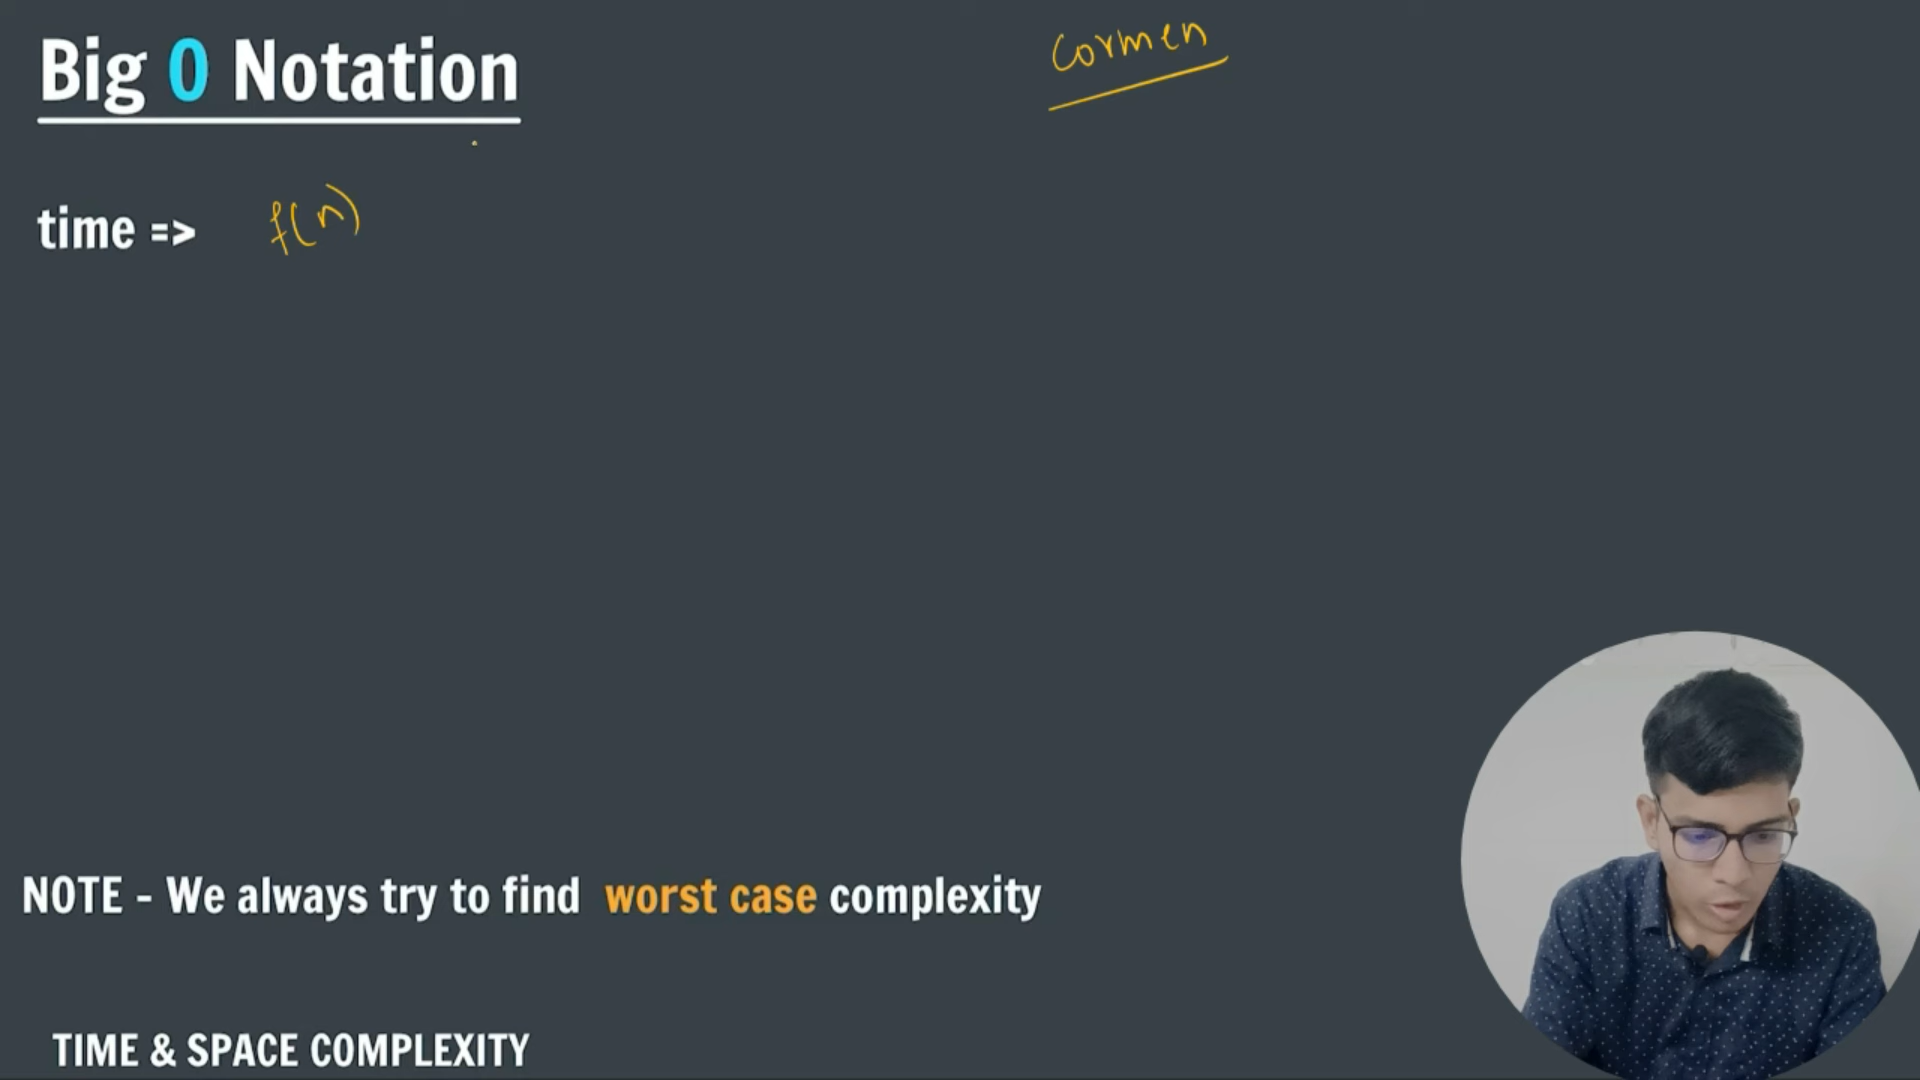 Big O Notation
Cormen
time => f(n)
NOTE - We always try to find worst case complexity
TIME & SPACE COMPLEXITY